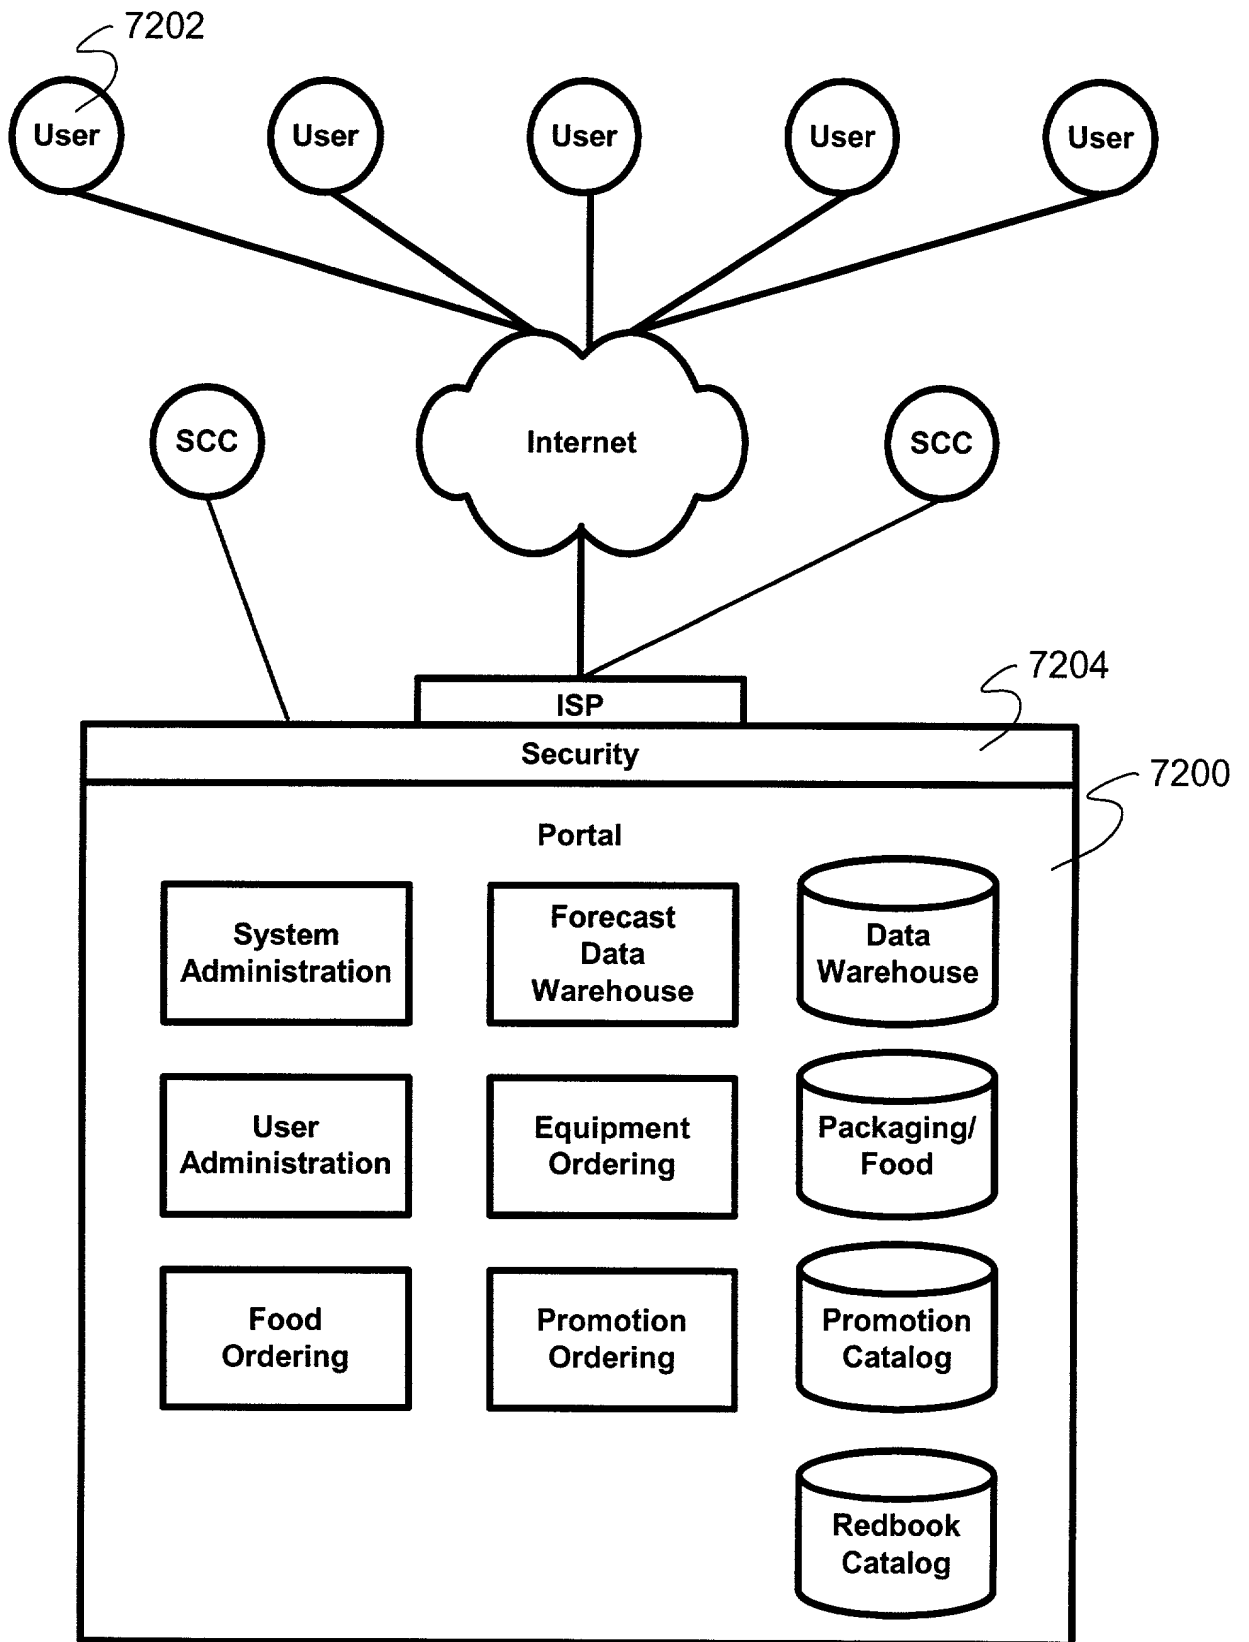 7202
User
User
User
User
User
SCC
Internet
SCC
7204
ISP
Security
7200
Portal
System
Administration
Forecast
Data
Warehouse
Data
Warehouse
User
Administration
Equipment
Ordering
Packaging/
Food
Food
Ordering
Promotion
Ordering
Promotion
Catalog
Redbook
Catalog